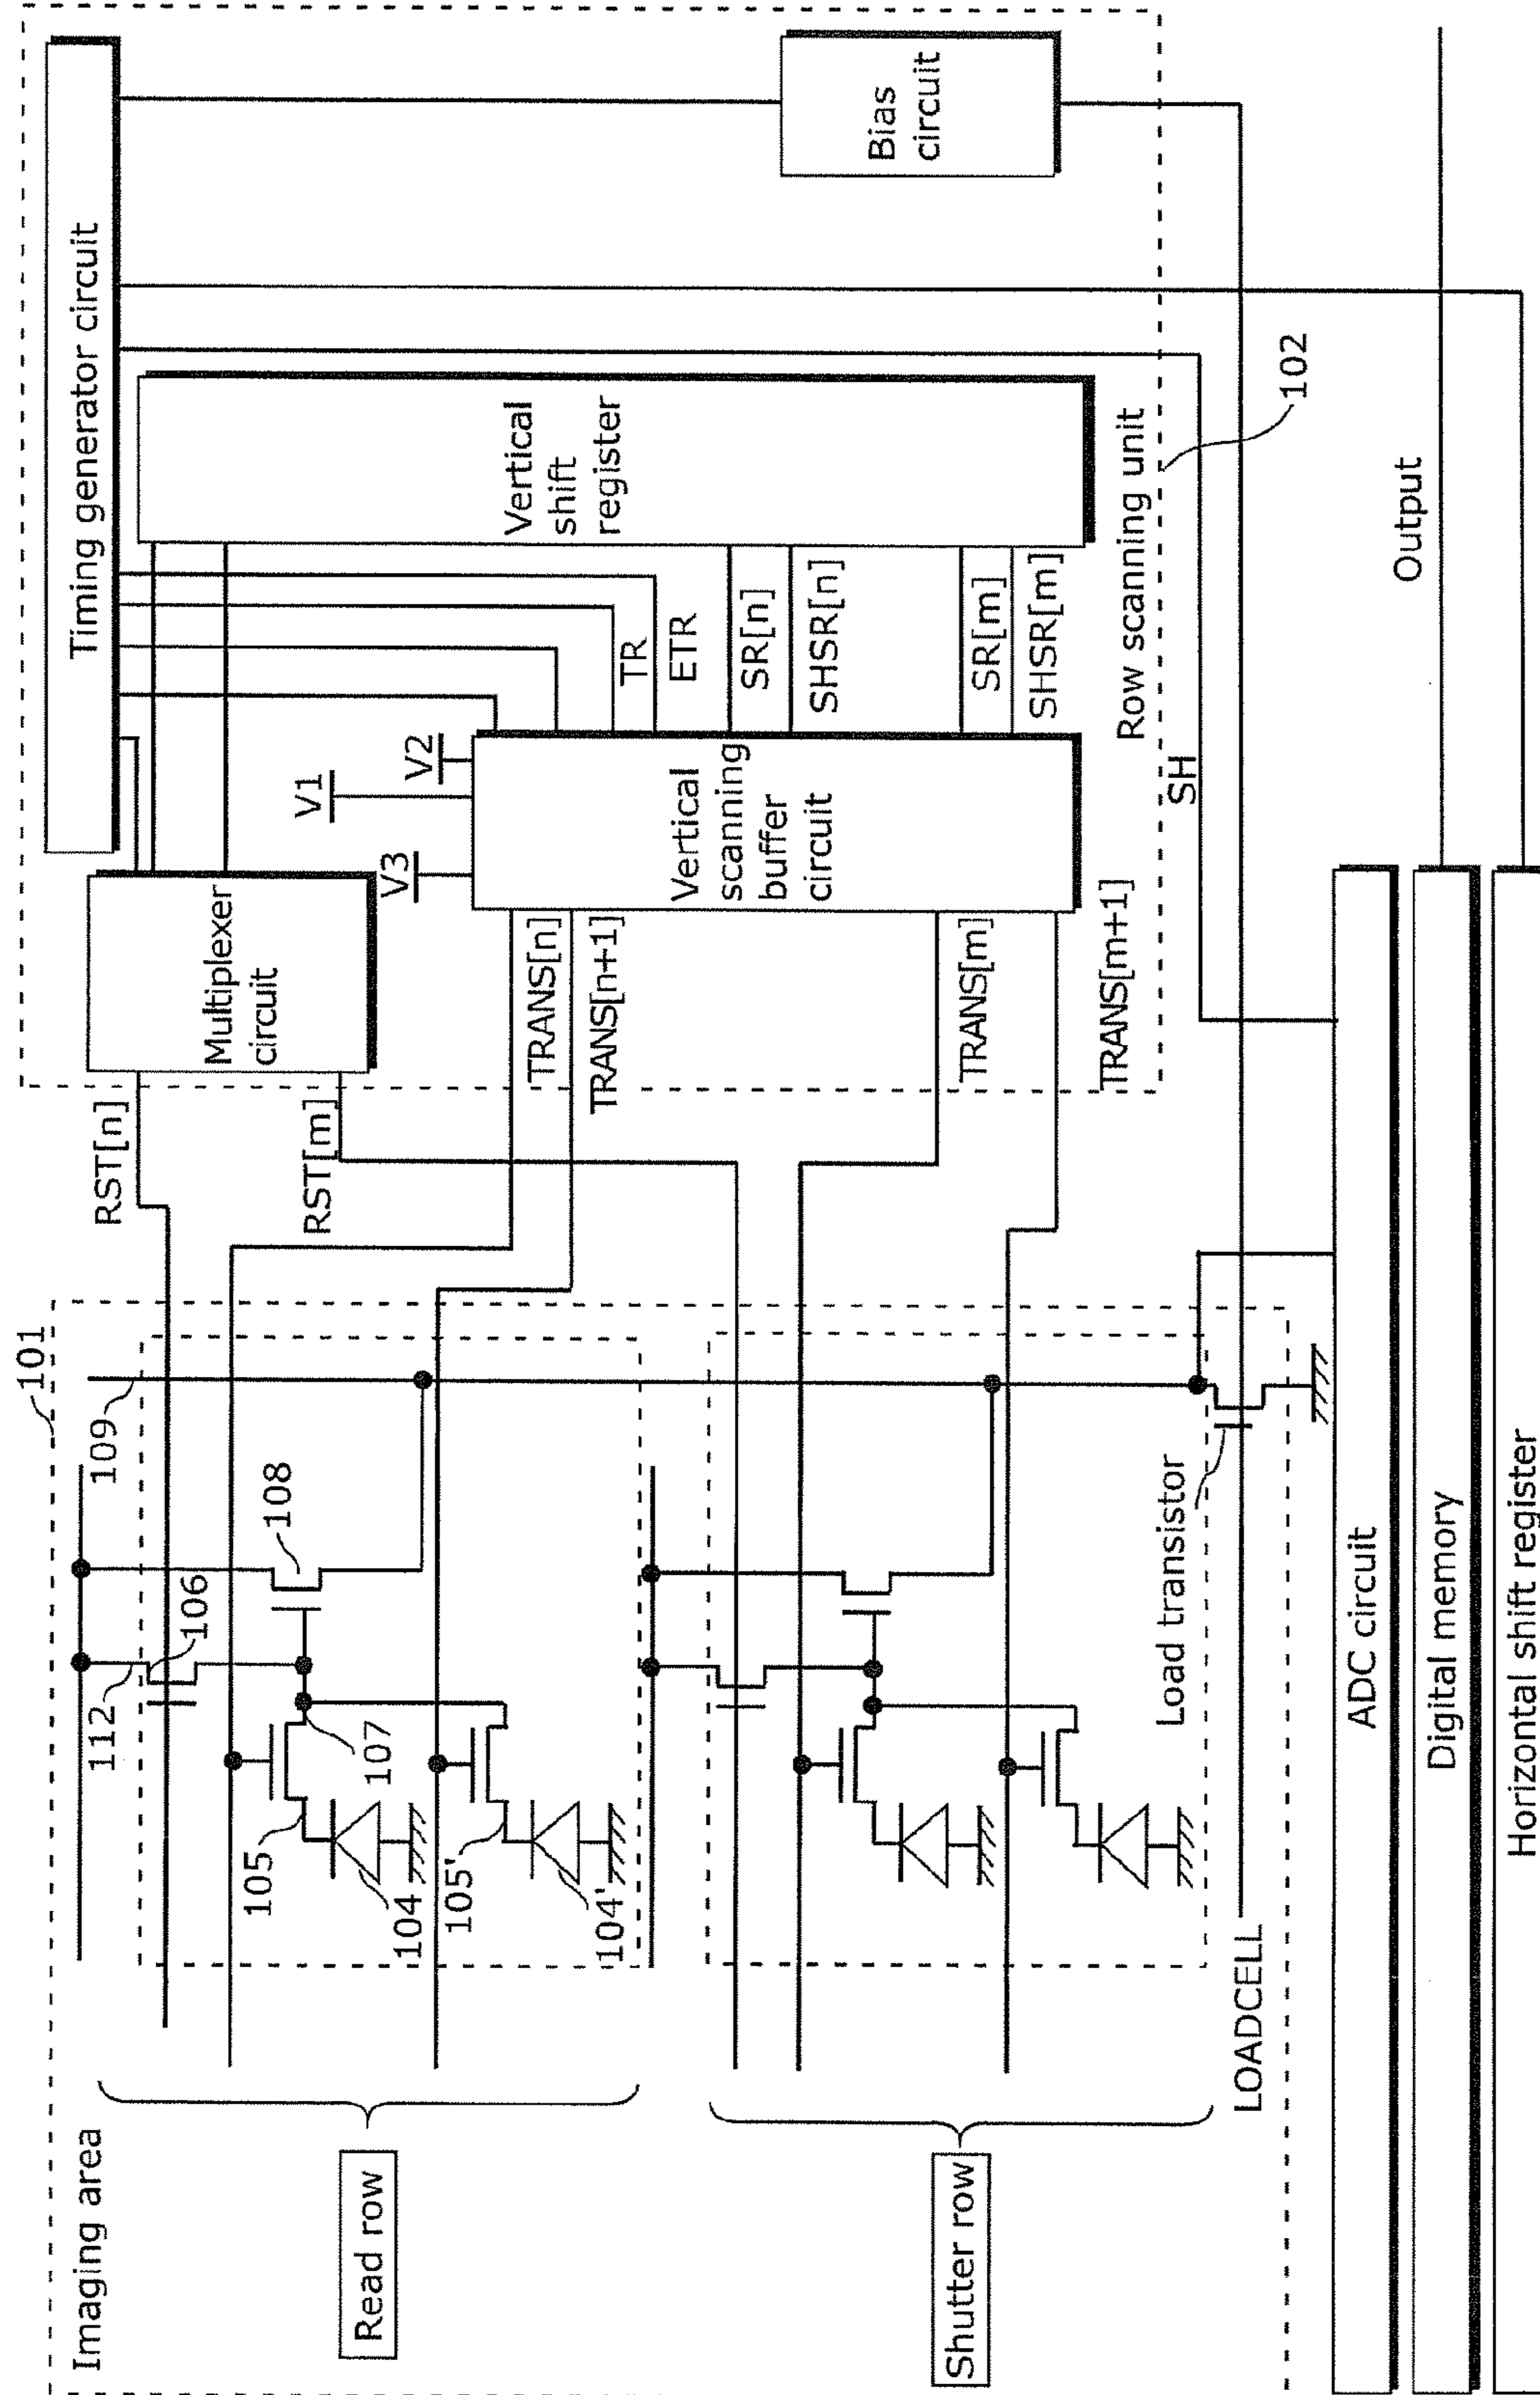 Imaging area
101
109
112
106
108
107
105
104
105'
104'
Read row
Shutter row
Load transistor
LOADCELL
RST[n]
RST[m]
TRANS[n]
TRANS[n+1]
TRANS[m]
TRANS[m+1]
Multiplexer
circuit
V3
V1
V2
Vertical
scanning
buffer
circuit
TR
ETR
SR[n]
SHSR[n]
SR[m]
SHSR[m]
Timing generator circuit
Vertical
shift
register
Bias
circuit
Row scanning unit
102
SH
Output
ADC circuit
Digital memory
Horizontal shift register